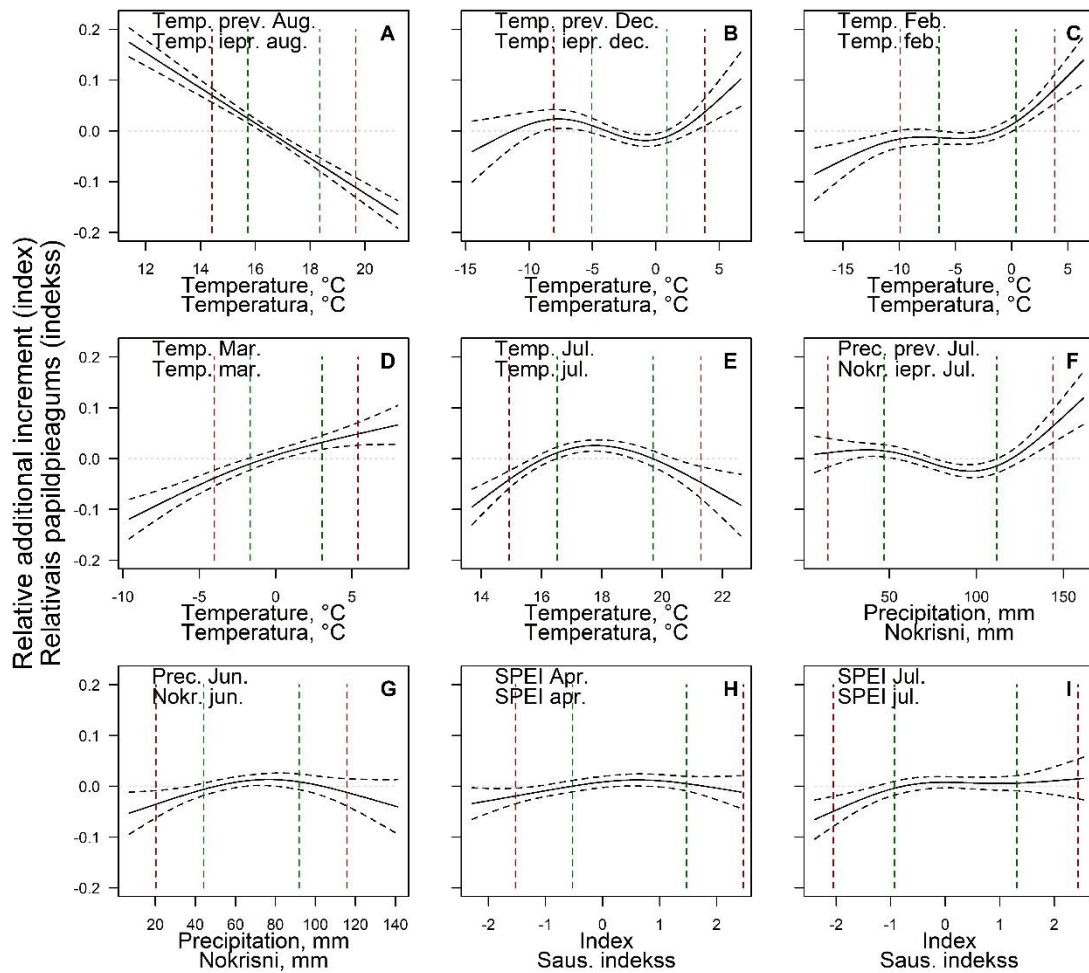 Relative additional increment (index)
Relativais papildpieagums (indekss)
Temp. prev. Aug.
Temp. iepr. aug.
A
0.2
0.1
0.0
-0.1
-0.2
12 14 16 18 20
Temperature, °C
Temperatura, °C
Temp. prev. Dec.
Temp. iepr. dec.
B
-15 -10 -5 0 5
Temperature, °C
Temperatura, °C
Temp. Feb.
Temp. feb.
C
-15 -10 -5 0 5
Temperature, °C
Temperatura, °C
Temp. Mar.
Temp. mar.
D
0.2
0.1
0.0
-0.1
-0.2
-10 -5 0 5
Temperature, °C
Temperatura, °C
Temp. Jul.
Temp. jul.
E
14 16 18 20 22
Temperature, °C
Temperatura, °C
Prec. prev. Jul.
Nokr. iepr. Jul.
F
50 100 150
Precipitation, mm
Nokrisni, mm
Prec. Jun.
Nokr. jun.
G
0.2
0.1
0.0
-0.1
-0.2
20 40 60 80 100 120 140
Precipitation, mm
Nokrisni, mm
SPEI Apr.
SPEI apr.
H
-2 -1 0 1 2
Index
Saus. indekss
SPEI Jul.
SPEI jul.
I
-2 -1 0 1 2
Index
Saus. indekss